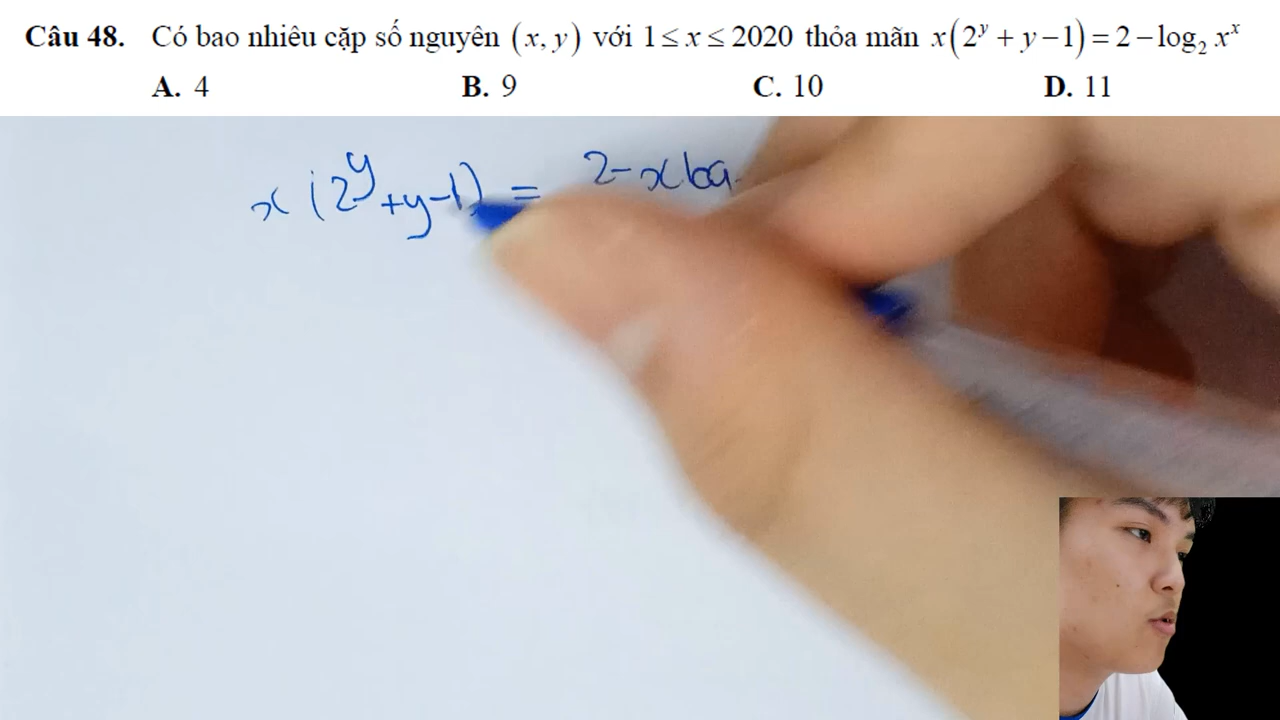 Câu 48. Có bao nhiêu cặp số nguyên (x, y) với 1 ≤ x ≤ 2020 thỏa mãn x(2^y + y − 1) = 2 − log₂ x^x
A. 4 B. 9 C. 10 D. 11
x(2^y + y − 1) = 2 − x log